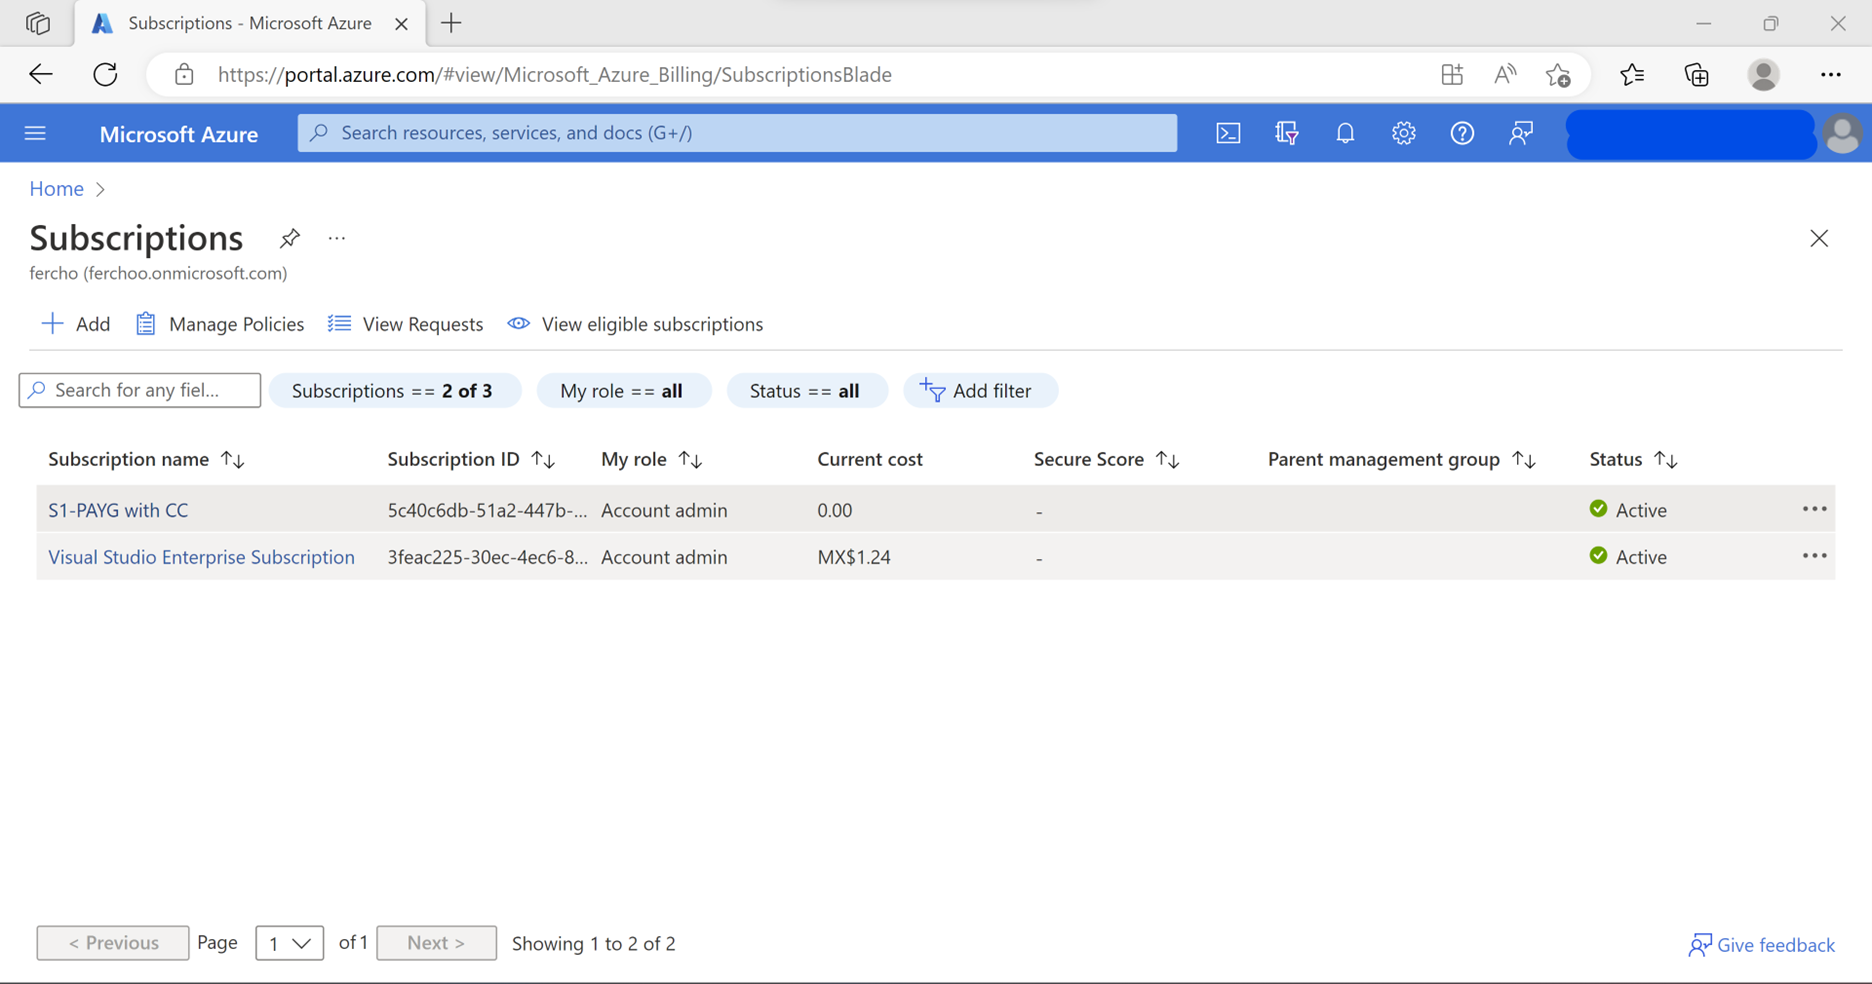 Subscriptions - Microsoft Azure
https://portal.azure.com/#view/Microsoft_Azure_Billing/SubscriptionsBlade
Microsoft Azure
Search resources, services, and docs (G+/)
Home >
Subscriptions
fercho (ferchoo.onmicrosoft.com)
Add Manage Policies View Requests View eligible subscriptions
Search for any fiel... Subscriptions == 2 of 3 My role == all Status == all Add filter
Subscription name Subscription ID My role Current cost Secure Score Parent management group Status
S1-PAYG with CC 5c40c6db-51a2-447b-... Account admin 0.00 - Active
Visual Studio Enterprise Subscription 3feac225-30ec-4ec6-8... Account admin MX$1.24 - Active
< Previous Page 1 of 1 Next > Showing 1 to 2 of 2
Give feedback